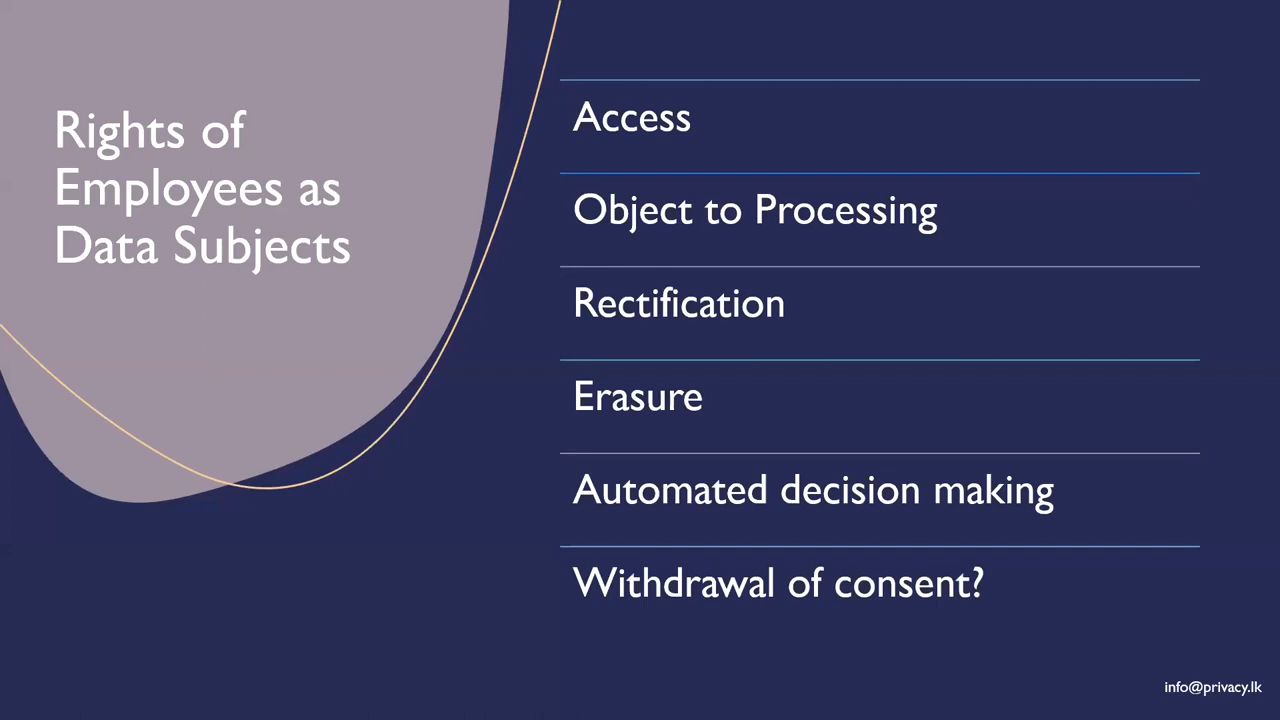 Rights of
Employees as
Data Subjects
Access
Object to Processing
Rectification
Erasure
Automated decision making
Withdrawal of consent?
info@privacy.lk